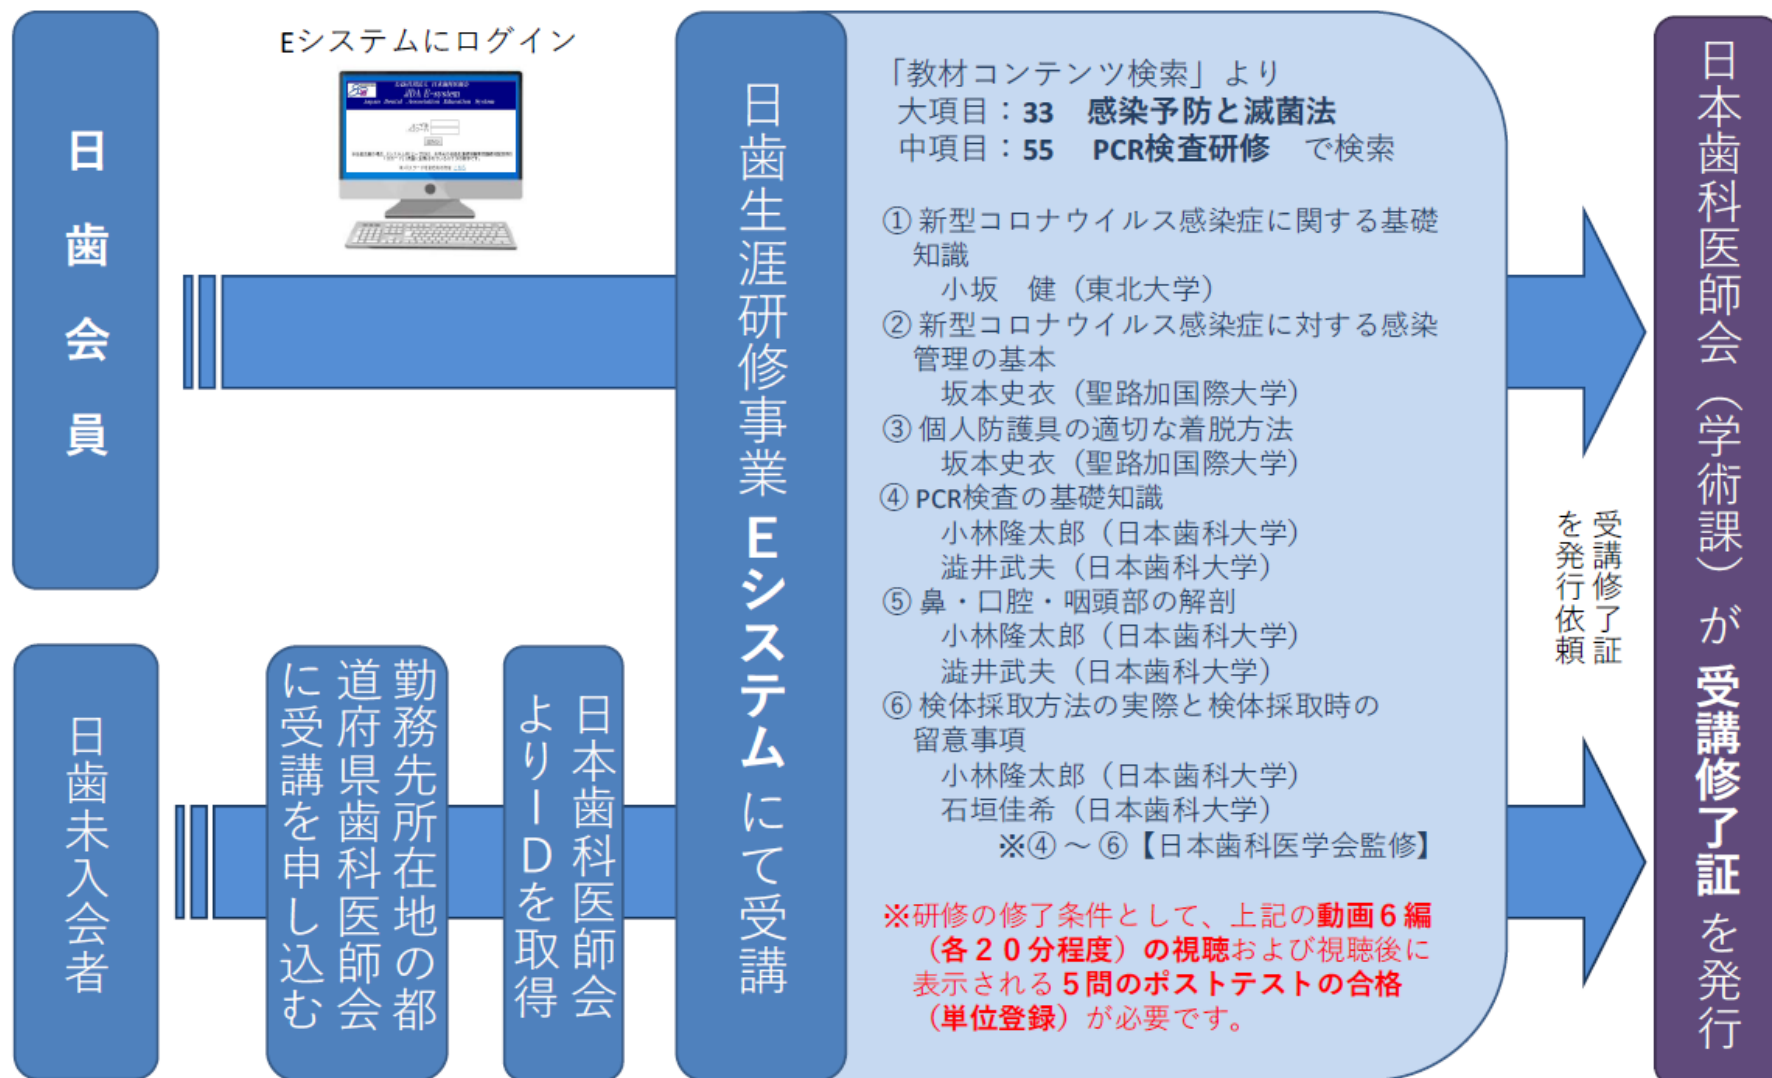 日歯会員
Eシステムにログイン
JDA E-system
Japan Dental Association Education System
日歯未入会者
勤務先所在地の都
道府県歯科医師会
に受講を申し込む
日本歯科医師会
よりIDを取得
日歯生涯研修事業 Eシステム にて受講
「教材コンテンツ検索」より
大項目：33　感染予防と滅菌法
中項目：55　PCR検査研修　で検索
① 新型コロナウイルス感染症に関する基礎
知識
小坂　健（東北大学）
② 新型コロナウイルス感染症に対する感染
管理の基本
坂本史衣（聖路加国際大学）
③ 個人防護具の適切な着脱方法
坂本史衣（聖路加国際大学）
④ PCR検査の基礎知識
小林隆太郎（日本歯科大学）
澁井武夫（日本歯科大学）
⑤ 鼻・口腔・咽頭部の解剖
小林隆太郎（日本歯科大学）
澁井武夫（日本歯科大学）
⑥ 検体採取方法の実際と検体採取時の
留意事項
小林隆太郎（日本歯科大学）
石垣佳希（日本歯科大学）
※④ ～ ⑥【日本歯科医学会監修】
※研修の修了条件として、上記の動画６編
（各２０分程度）の視聴および視聴後に
表示される５問のポストテストの合格
（単位登録）が必要です。
受講修了証
を発行依頼
日本歯科医師会（学術課）が 受講修了証 を発行